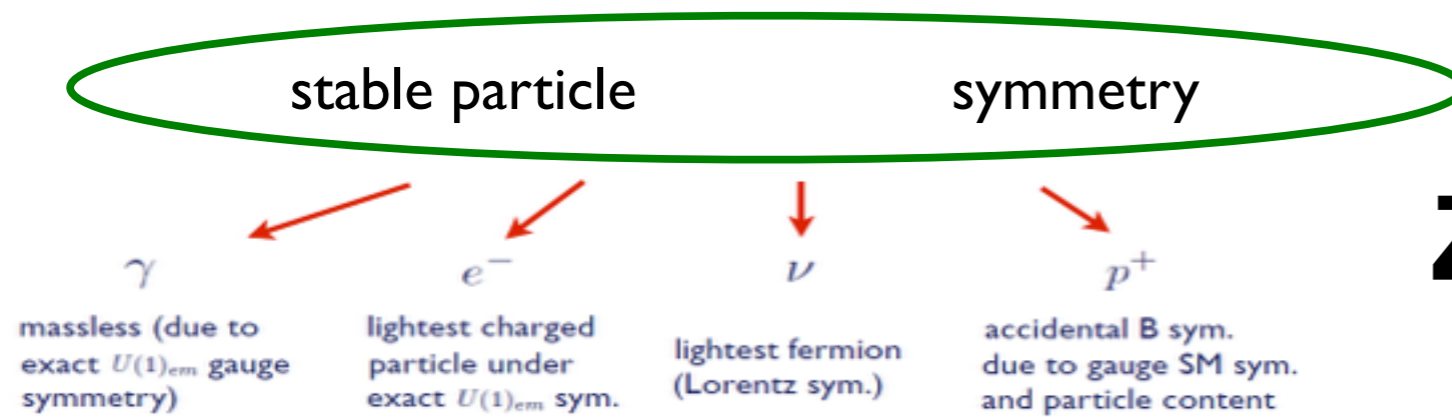 stable particle symmetry
γ e⁻ ν p⁺
massless (due to
exact U(1)ₑₘ gauge
symmetry)
lightest charged
particle under
exact U(1)ₑₘ sym.
lightest fermion
(Lorentz sym.)
accidental B sym.
due to gauge SM sym.
and particle content